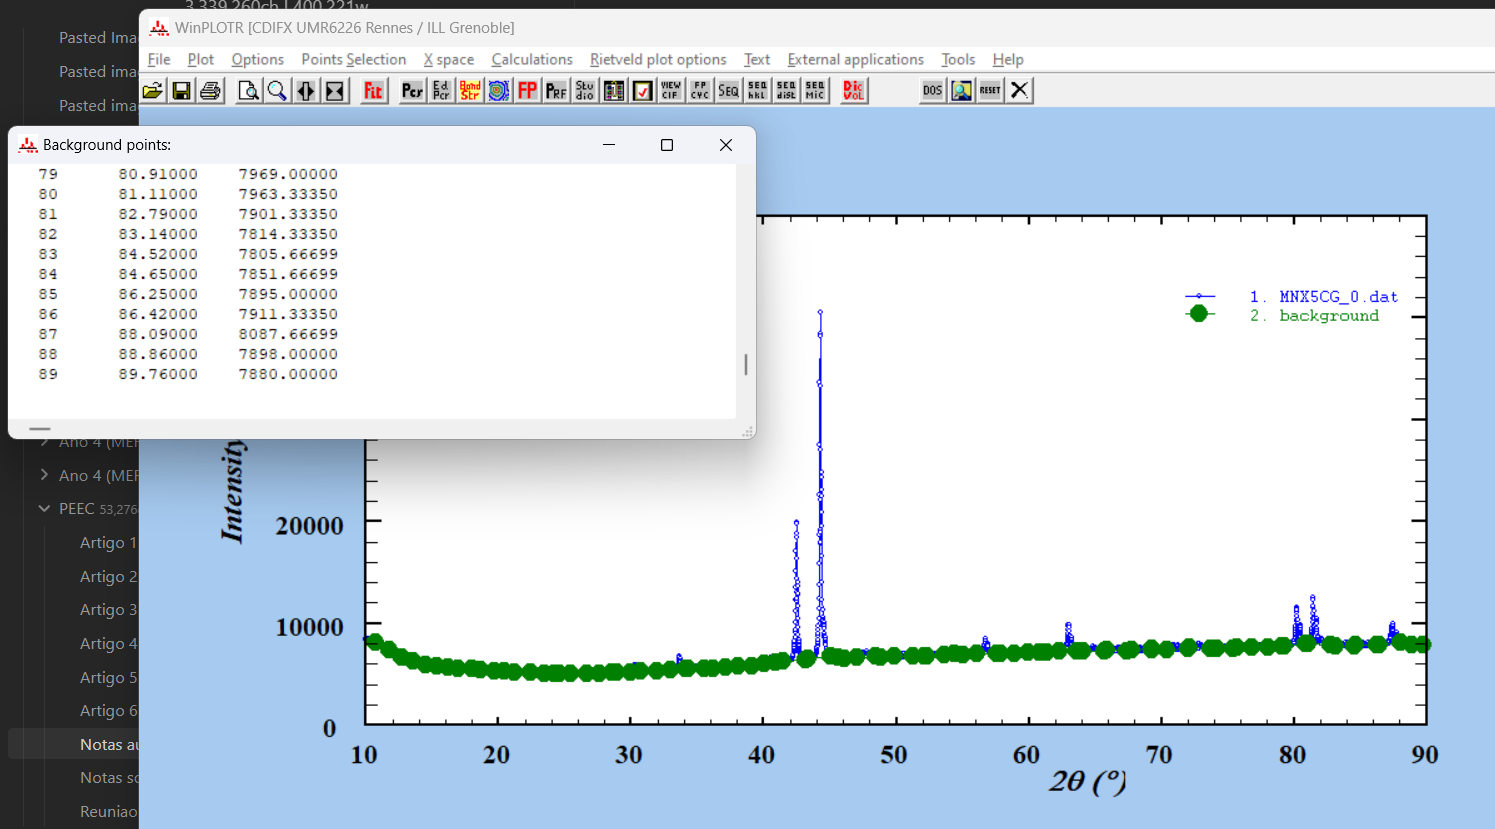 3,339,260ch | 400,221w
WinPLOTR [CDIFX UMR6226 Rennes / ILL Grenoble]
File Plot Options Points Selection X space Calculations Rietveld plot options Text External applications Tools Help
Fit Pcr Ed Pcr Bond Str FP PRF Stu dio VIEW CIF FP CYC SEQ SEQ hkl SEQ dist SEQ Mic Dic Vol DOS RESET
Pasted Ima
Pasted ima
Pasted imag
Background points:
79 80.91000 7969.00000
80 81.11000 7963.33350
81 82.79000 7901.33350
82 83.14000 7814.33350
83 84.52000 7805.66699
84 84.65000 7851.66699
85 86.25000 7895.00000
86 86.42000 7911.33350
87 88.09000 8087.66699
88 88.86000 7898.00000
89 89.76000 7880.00000
1. MNX5CG_0.dat
2. background
Intensity
20000
10000
0
10 20 30 40 50 60 70 80 90
2θ (°)
Ano 4 (MEF
Ano 4 (MEF
PEEC 53,276
Artigo 1
Artigo 2
Artigo 3
Artigo 4
Artigo 5
Artigo 6
Notas au
Notas so
Reuniao